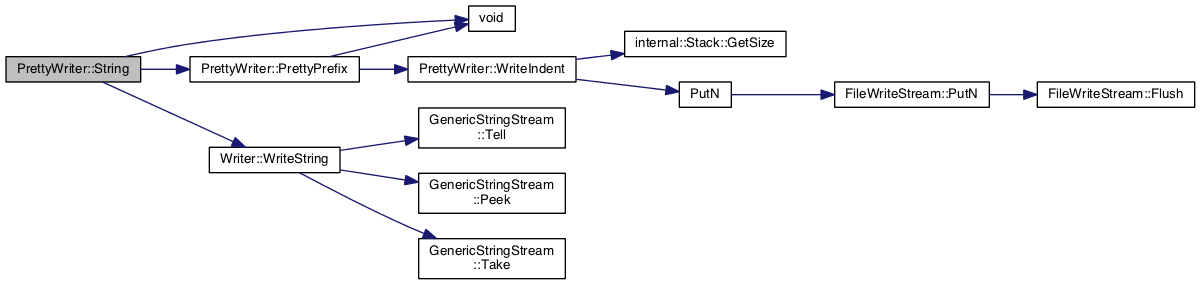 void
internal::Stack::GetSize
PrettyWriter::String
PrettyWriter::PrettyPrefix
PrettyWriter::WriteIndent
PutN
FileWriteStream::PutN
FileWriteStream::Flush
GenericStringStream
::Tell
Writer::WriteString
GenericStringStream
::Peek
GenericStringStream
::Take